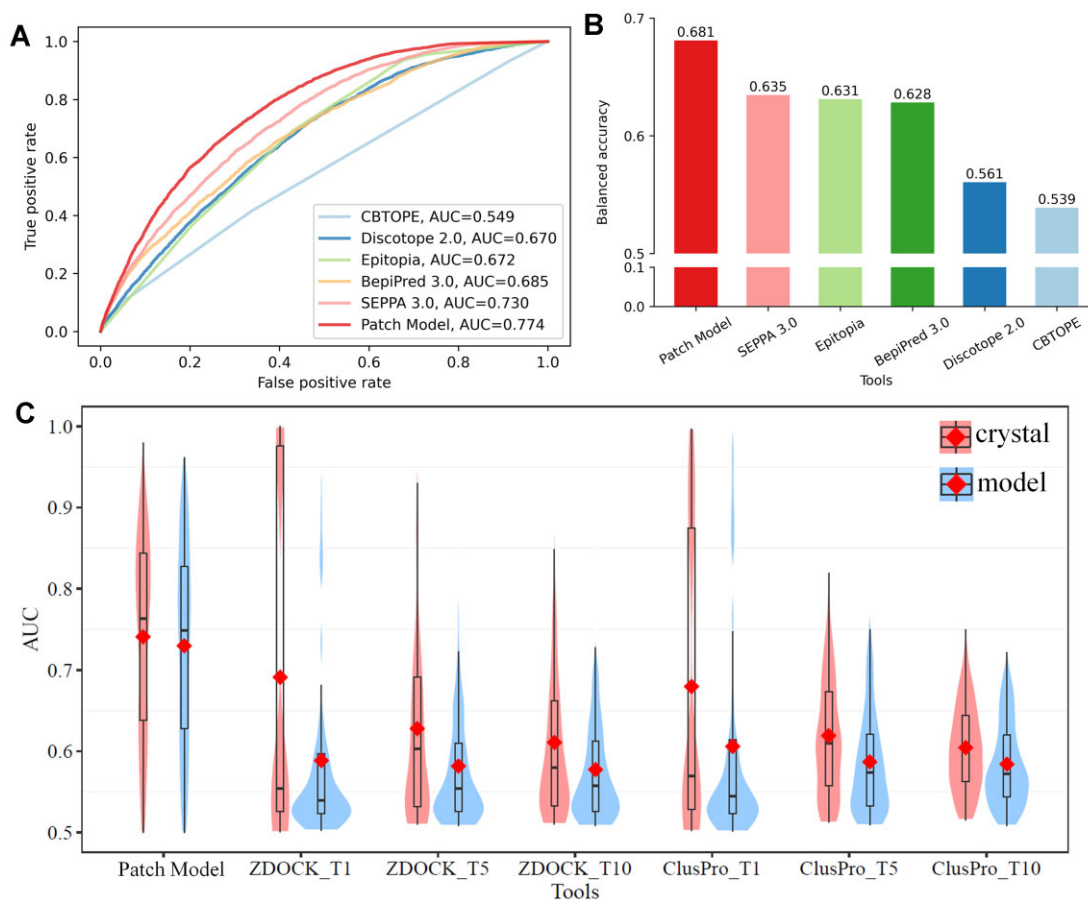 A
True positive rate
1.0
0.8
0.6
0.4
0.2
0.0
0.0 0.2 0.4 0.6 0.8 1.0
False positive rate
CBTOPE, AUC=0.549
Discotope 2.0, AUC=0.670
Epitopia, AUC=0.672
BepiPred 3.0, AUC=0.685
SEPPA 3.0, AUC=0.730
Patch Model, AUC=0.774
B
Balanced accuracy
0.7
0.6
0.5
0.1
0.0
0.681
0.635
0.631
0.628
0.561
0.539
Patch Model
SEPPA 3.0
Epitopia
BepiPred 3.0
Discotope 2.0
CBTOPE
Tools
C
AUC
1.0
0.9
0.8
0.7
0.6
0.5
crystal
model
Patch Model ZDOCK_T1 ZDOCK_T5 ZDOCK_T10 ClusPro_T1 ClusPro_T5 ClusPro_T10
Tools